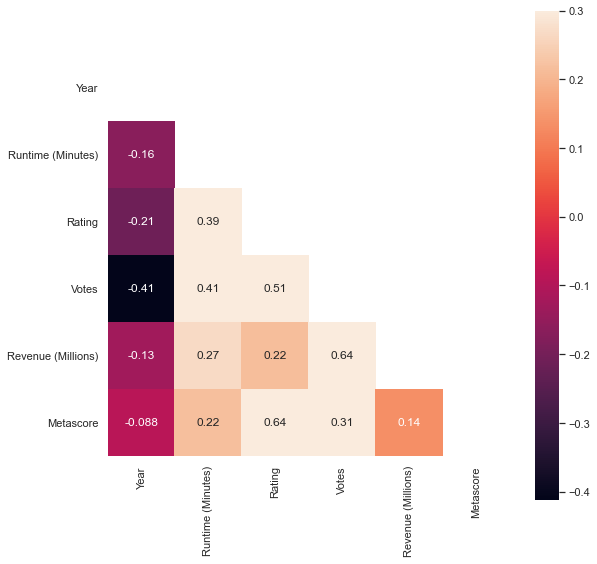 0.3
Year
0.2
Runtime (Minutes) -0.16
0.1
Rating -0.21 0.39
0.0
Votes -0.41 0.41 0.51
−0.1
−0.2
Revenue (Millions) -0.13 0.27 0.22 0.64
−0.3
Metascore -0.088 0.22 0.64 0.31 0.14
−0.4
Year
Runtime (Minutes)
Rating
Votes
Revenue (Millions)
Metascore